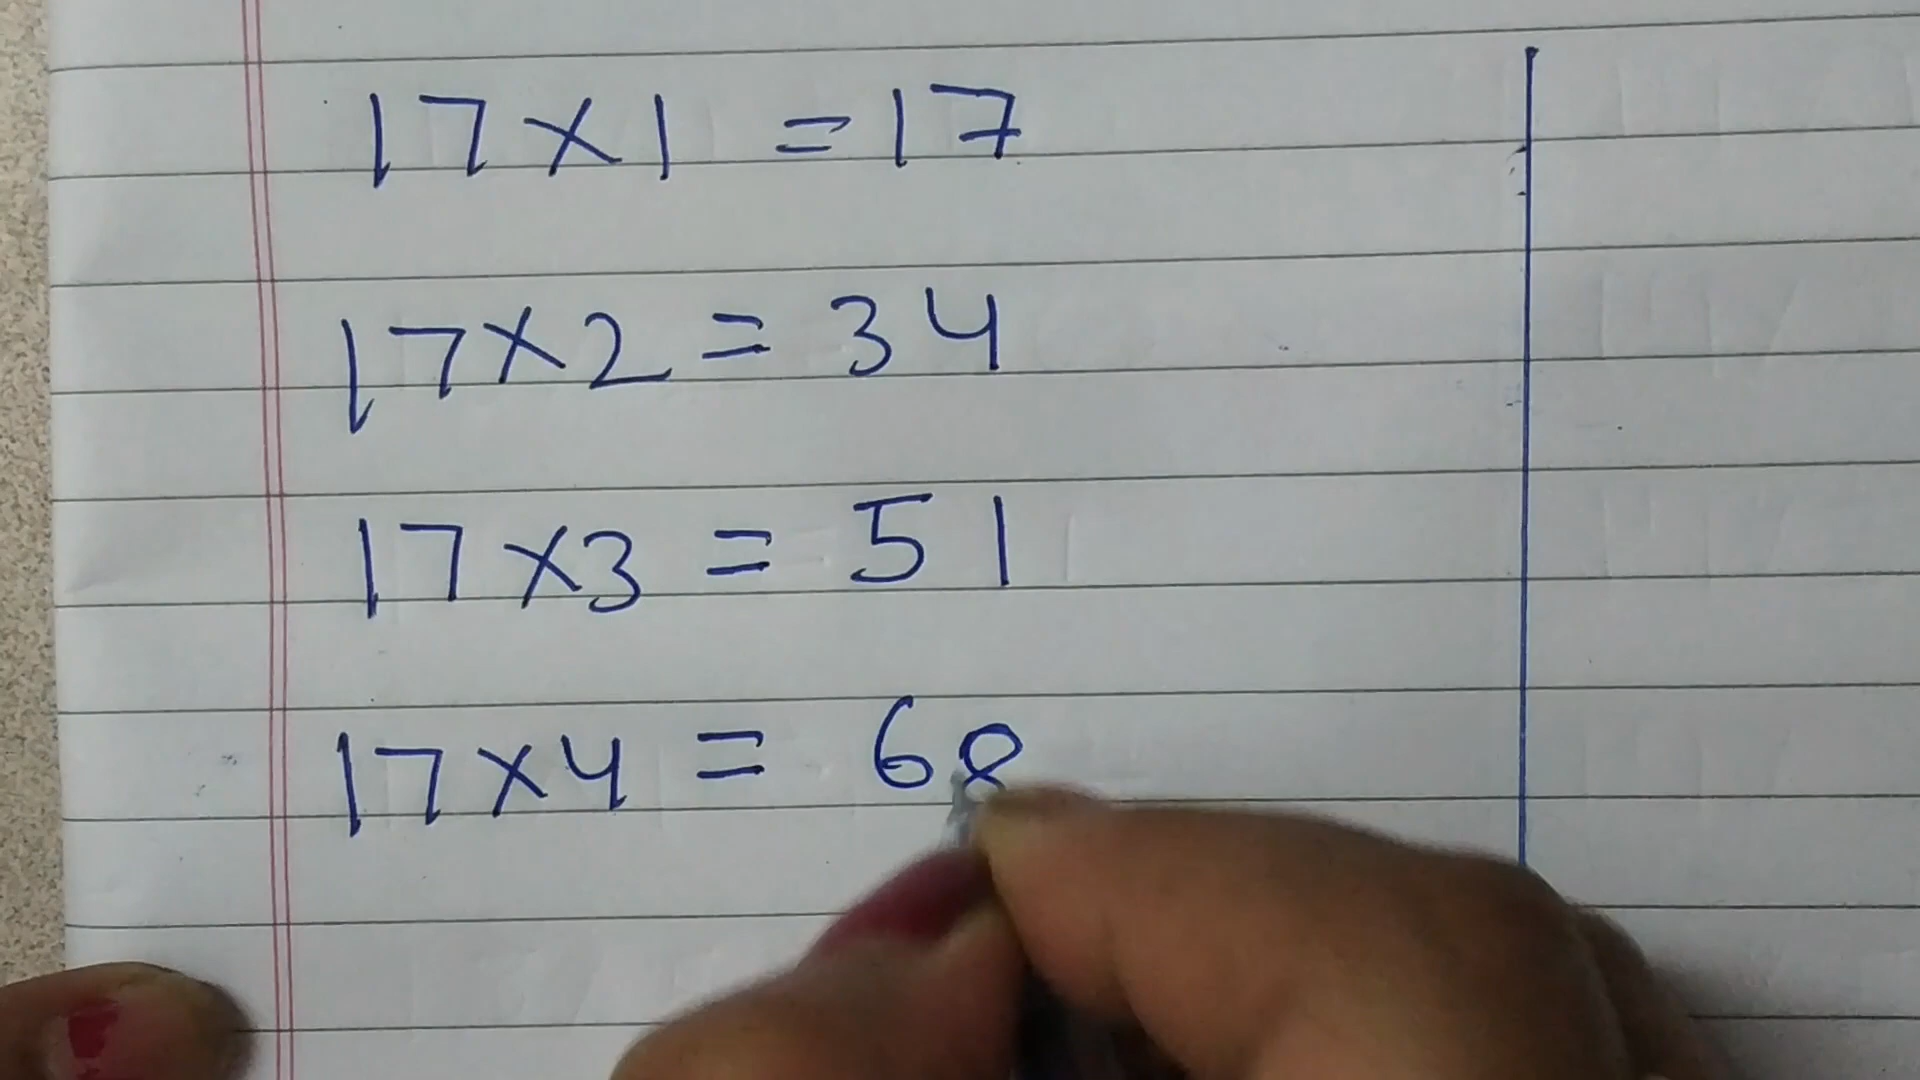 17×1 = 17
17×2 = 34
17×3 = 51
17×4 = 68